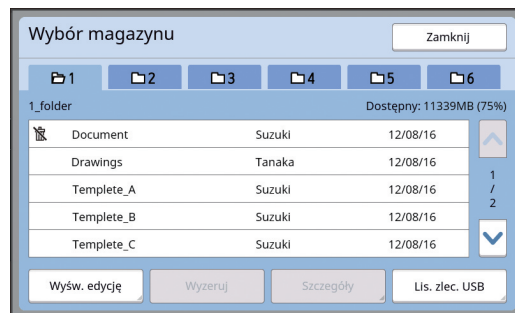 Wybór magazynu Zamknij
1 2 3 4 5 6
1_folder Dostępny: 11339MB (75%)
Document Suzuki 12/08/16
Drawings Tanaka 12/08/16
Templete_A Suzuki 12/08/16
Templete_B Suzuki 12/08/16
Templete_C Suzuki 12/08/16
1
/
2
Wyśw. edycję Wyzeruj Szczegóły Lis. zlec. USB